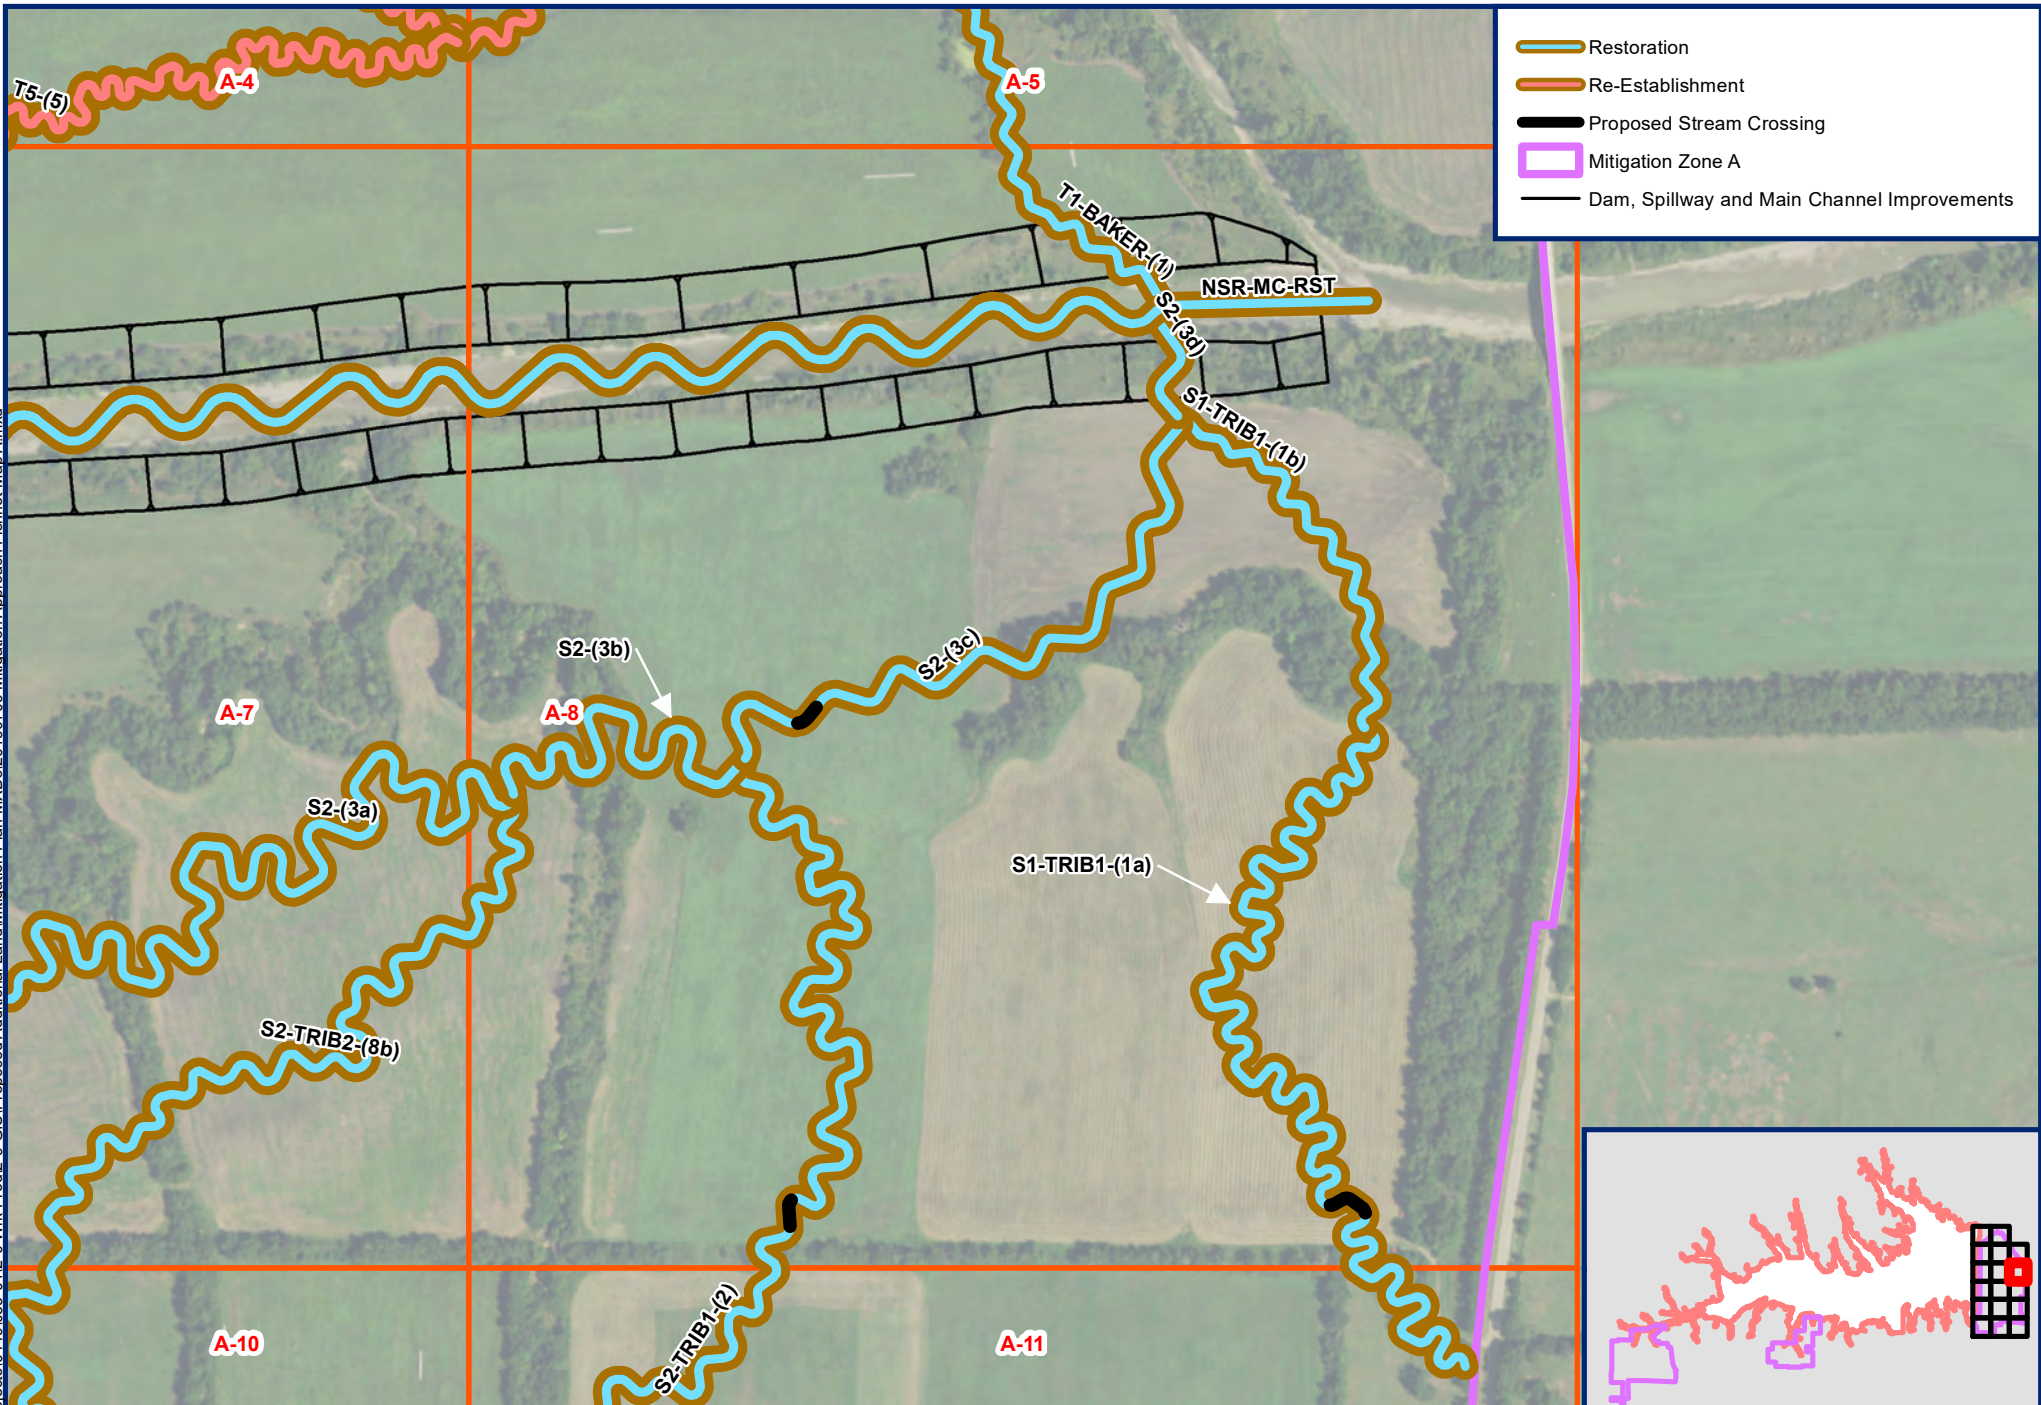 Restoration
Re-Establishment
Proposed Stream Crossing
Mitigation Zone A
Dam, Spillway and Main Channel Improvements
A-4
A-5
T5-(5)
T1-BAKER-(1)
NSR-MC-RST
S2-(3d)
S1-TRIB1-(1b)
S2-(3b)
S2-(3c)
A-7
A-8
S2-(3a)
S1-TRIB1-(1a)
S2-TRIB2-(8b)
S2-TRIB1-(2)
A-10
A-11